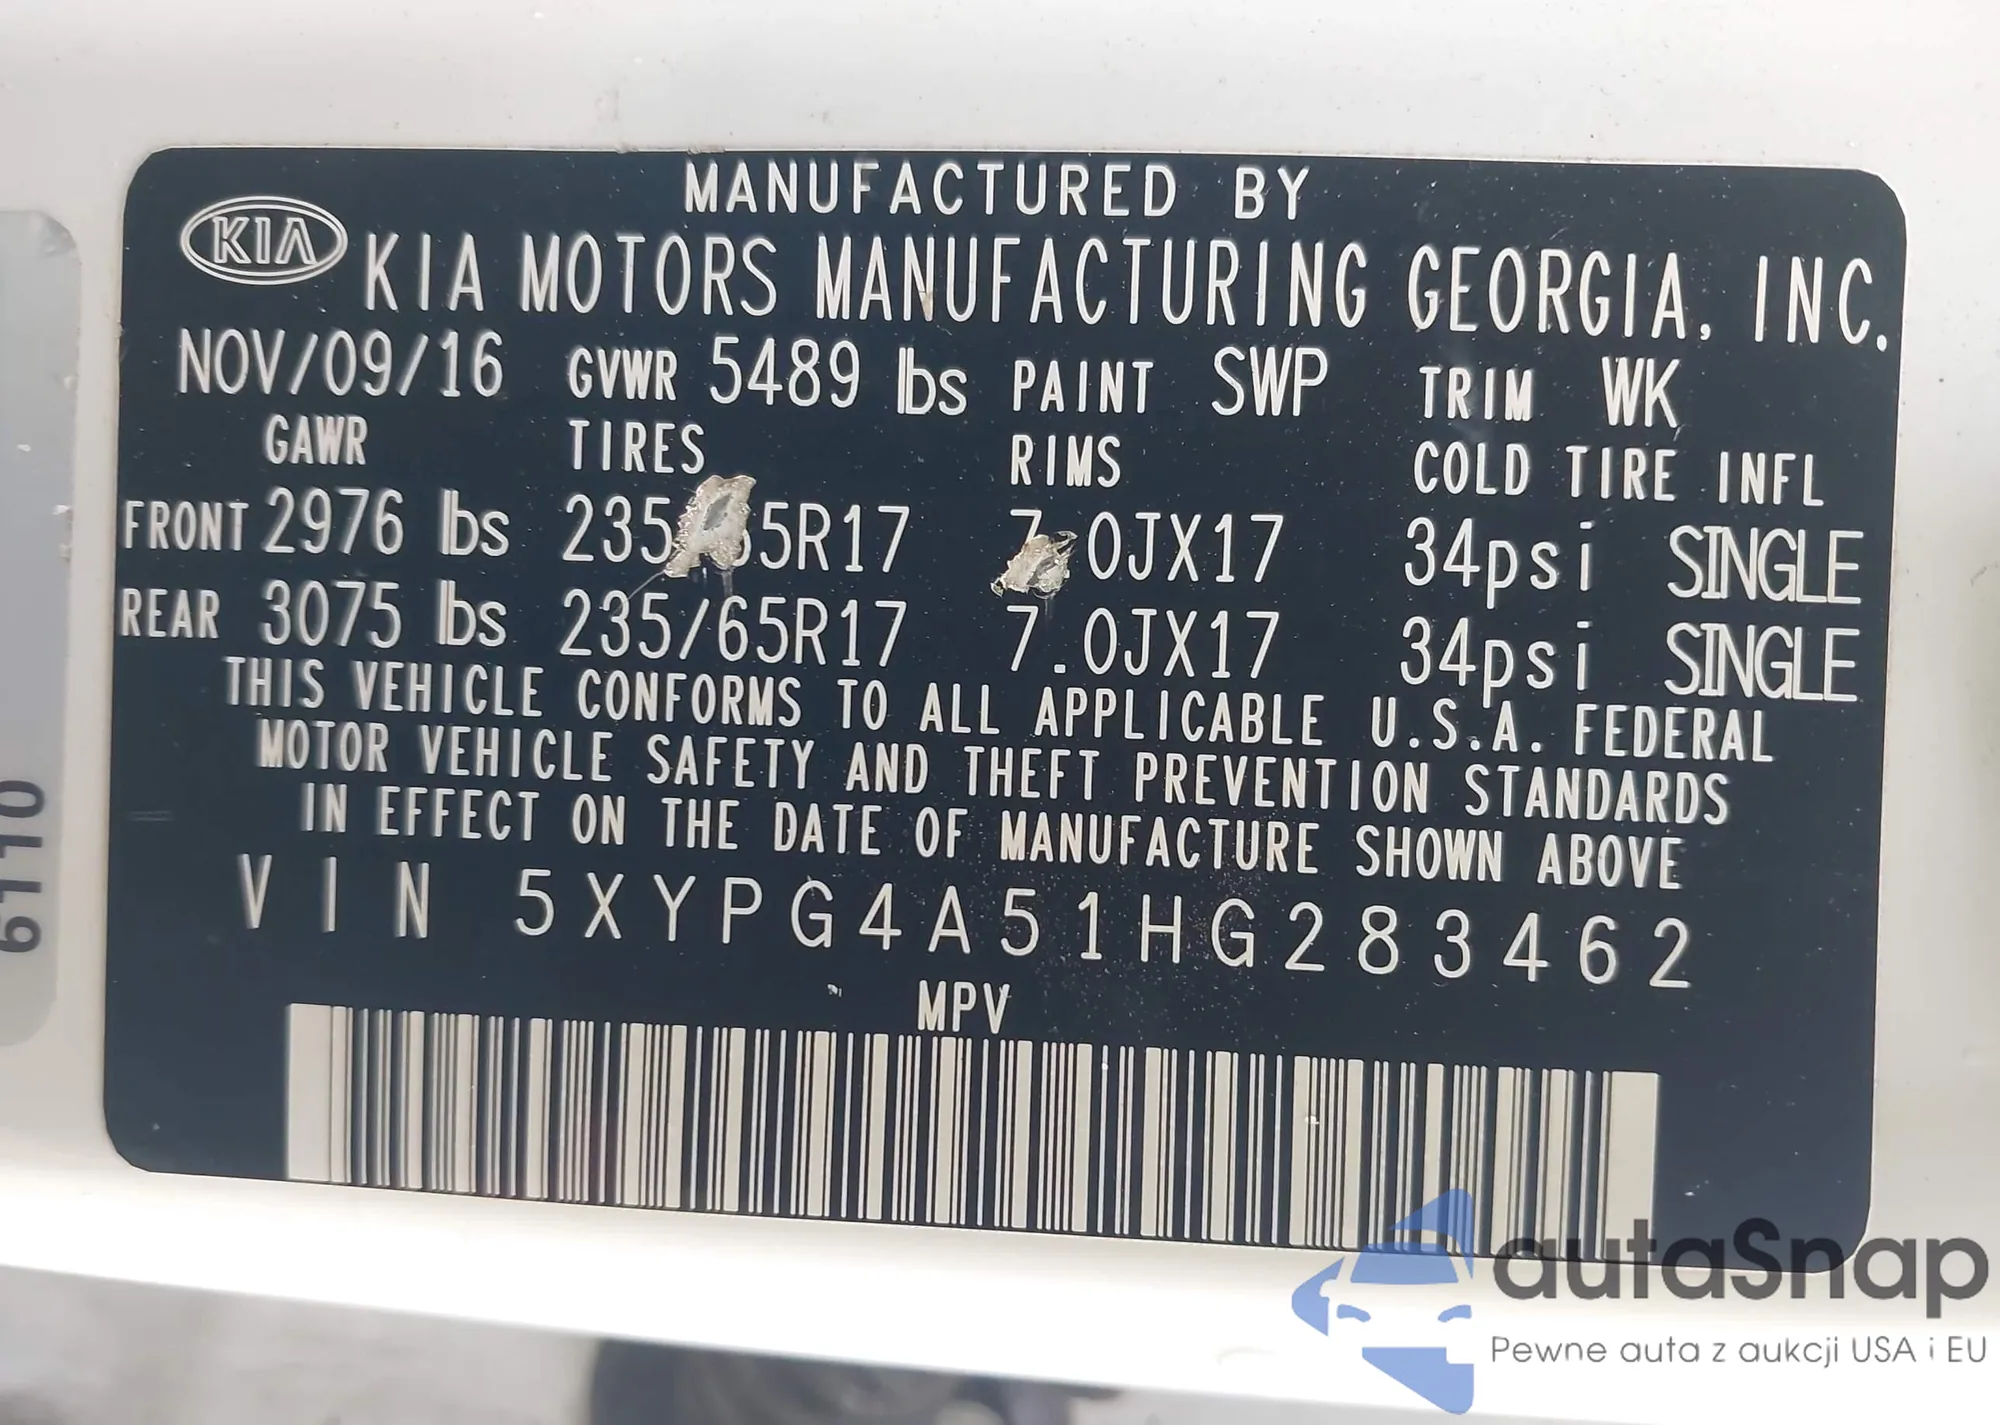 MANUFACTURED BY
KIA KIA MOTORS MANUFACTURING GEORGIA, INC.
NOV/09/16 GVWR 5489 lbs PAINT SWP TRIM WK
GAWR TIRES RIMS COLD TIRE INFL
FRONT 2976 lbs 235 5R17 7.0JX17 34psi SINGLE
REAR 3075 lbs 235/65R17 7.0JX17 34psi SINGLE
THIS VEHICLE CONFORMS TO ALL APPLICABLE U.S.A. FEDERAL
MOTOR VEHICLE SAFETY AND THEFT PREVENTION STANDARDS
IN EFFECT ON THE DATE OF MANUFACTURE SHOWN ABOVE
VIN 5XYPG4A51HG283462
MPV
6110
autaSnap
Pewne auta z aukcji USA i EU